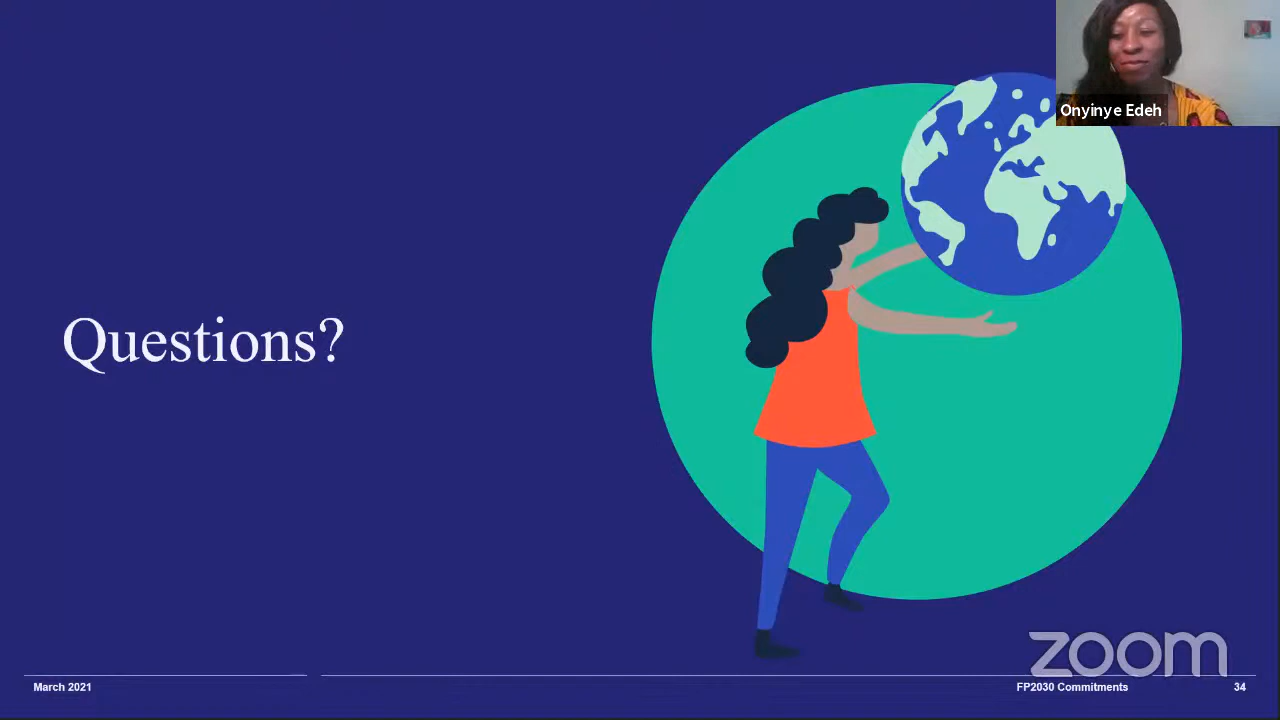 Onyinye Edeh
Questions?
zoom
March 2021
FP2030 Commitments
34